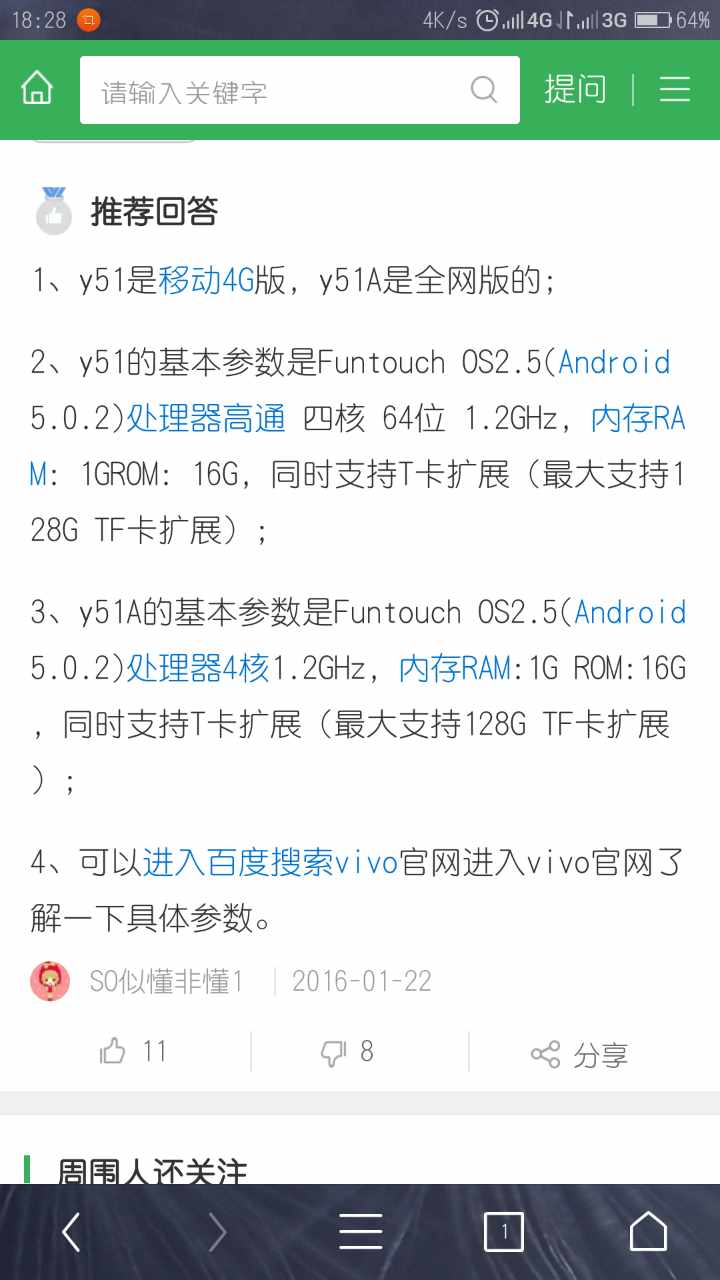 18:28 4K/s 4G 3G 64%
请输入关键字 提问
推荐回答
1、y51是移动4G版，y51A是全网版的；
2、y51的基本参数是Funtouch OS2.5(Android
5.0.2)处理器高通 四核 64位 1.2GHz，内存RA
M: 1GROM: 16G，同时支持T卡扩展（最大支持1
28G TF卡扩展）；
3、y51A的基本参数是Funtouch OS2.5(Android
5.0.2)处理器4核1.2GHz，内存RAM:1G ROM:16G
，同时支持T卡扩展（最大支持128G TF卡扩展
）；
4、可以进入百度搜索vivo官网进入vivo官网了
解一下具体参数。
SO似懂非懂1 2016-01-22
11 8 分享
周围人还关注
1